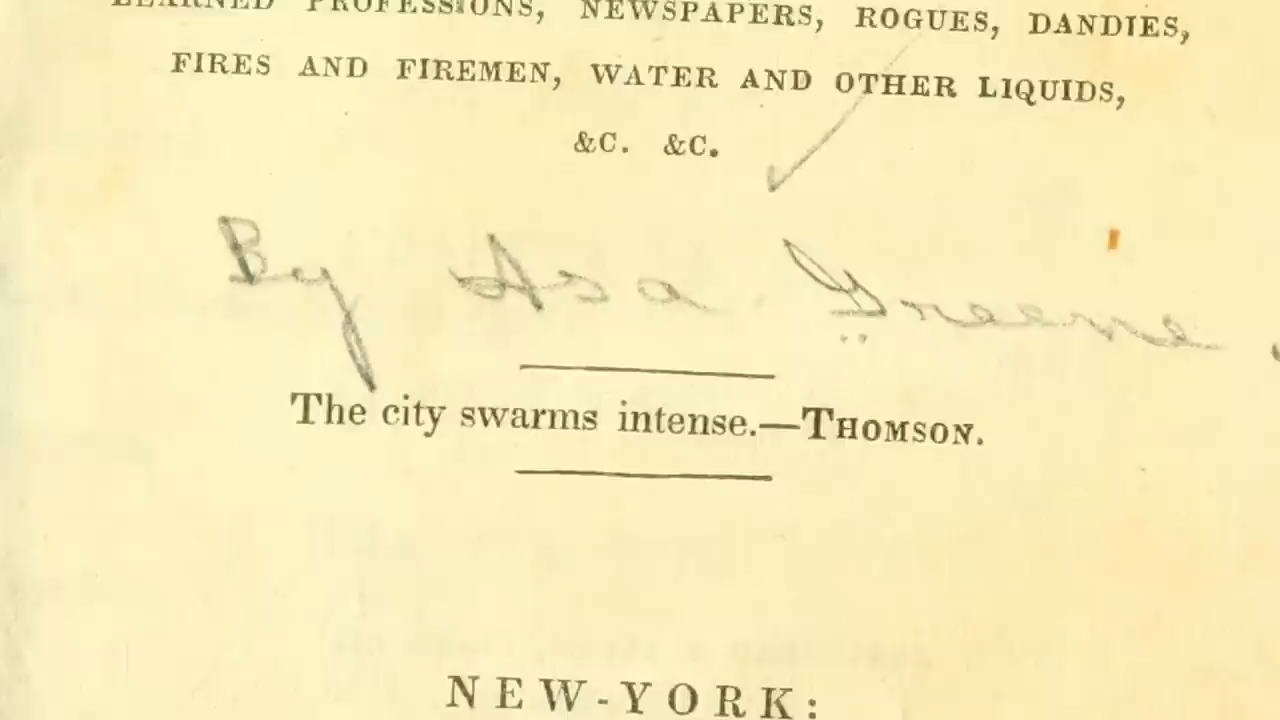 LEARNED PROFESSIONS, NEWSPAPERS, ROGUES, DANDIES,
FIRES AND FIREMEN, WATER AND OTHER LIQUIDS,
&C. &C.
By Asa Greene
The city swarms intense.—THOMSON.
NEW-YORK: